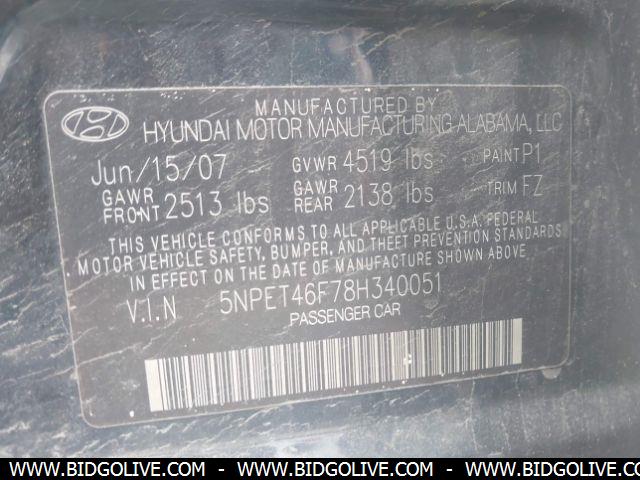 MANUFACTURED BY
HYUNDAI MOTOR MANUFACTURING ALABAMA, LLC
Jun/15/07 GVWR 4519 lbs PAINT P1
GAWR FRONT 2513 lbs GAWR REAR 2138 lbs TRIM FZ
THIS VEHICLE CONFORMS TO ALL APPLICABLE U.S.A. FEDERAL
MOTOR VEHICLE SAFETY, BUMPER, AND THEFT PREVENTION STANDARDS
IN EFFECT ON THE DATE OF MANUFACTURE SHOWN ABOVE
V.I.N 5NPET46F78H340051
PASSENGER CAR
WWW.BIDGOLIVE.COM - WWW.BIDGOLIVE.COM - WWW.BIDGOLIVE.COM